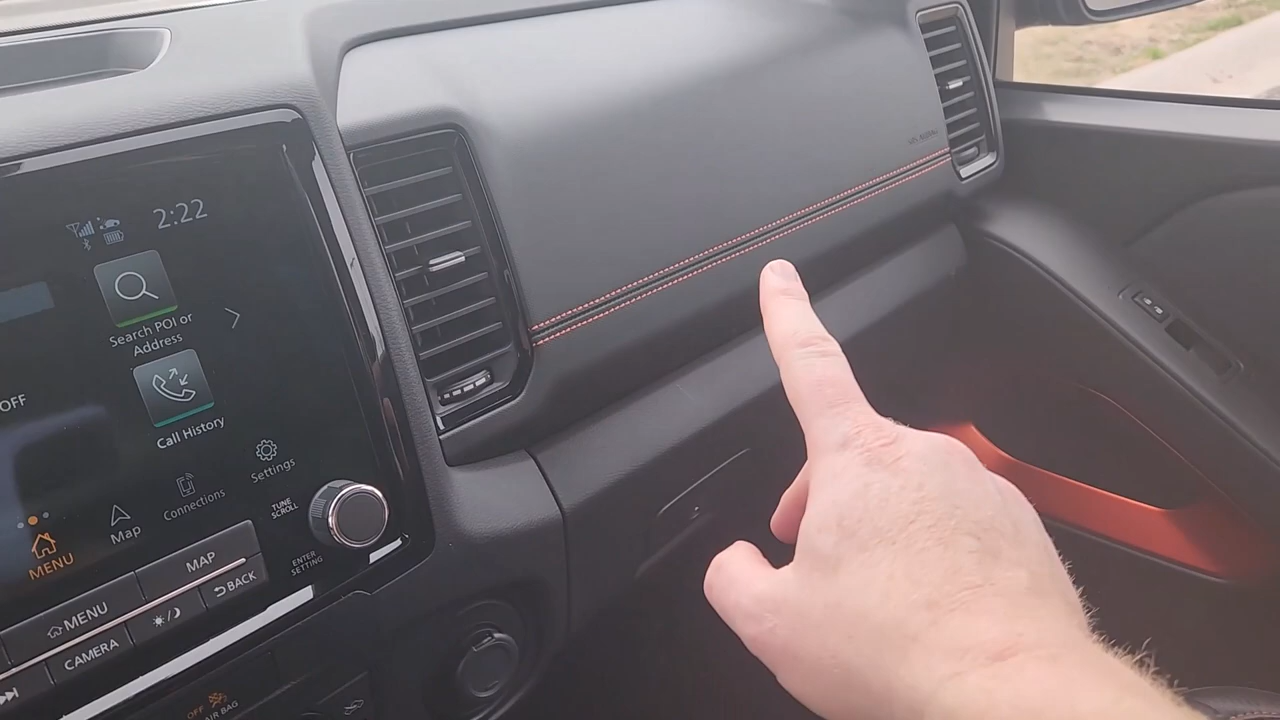 2:22
Search POI or
Address
OFF
Call History
Settings
Connections
Map
MENU
TUNE
SCROLL
ENTER
SETTING
MAP
MENU
BACK
CAMERA
OFF
AIR BAG